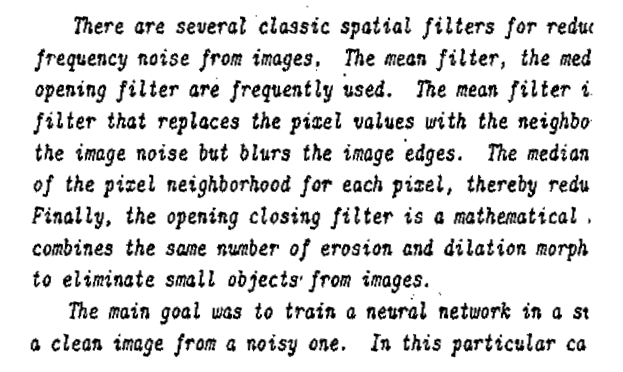 There are several classic spatial filters for redu
frequency noise from images. The mean filter, the med
opening filter are frequently used. The mean filter i
filter that replaces the pixel values with the neighbo
the image noise but blurs the image edges. The median
of the pixel neighborhood for each pixel, thereby redu
Finally, the opening closing filter is a mathematical
combines the same number of erosion and dilation morph
to eliminate small objects from images.
The main goal was to train a neural network in a st
a clean image from a noisy one. In this particular ca